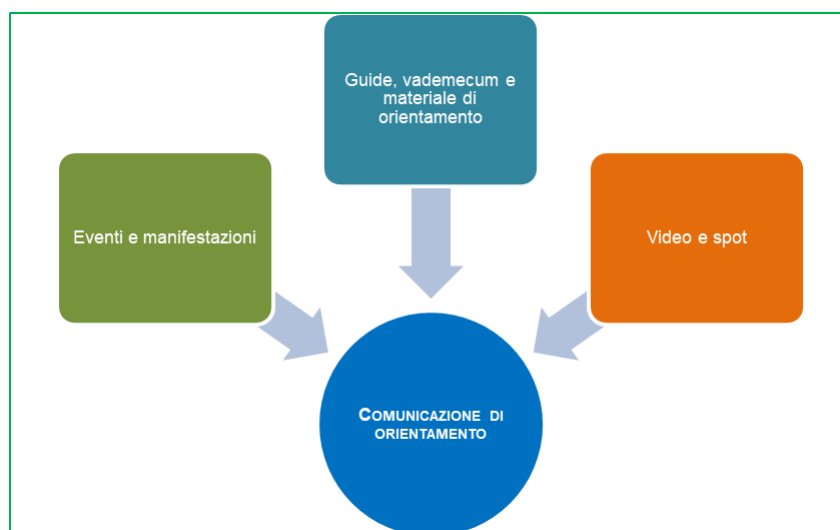 Guide, vademecum e
materiale di
orientamento
Eventi e manifestazioni
Video e spot
COMUNICAZIONE DI
ORIENTAMENTO